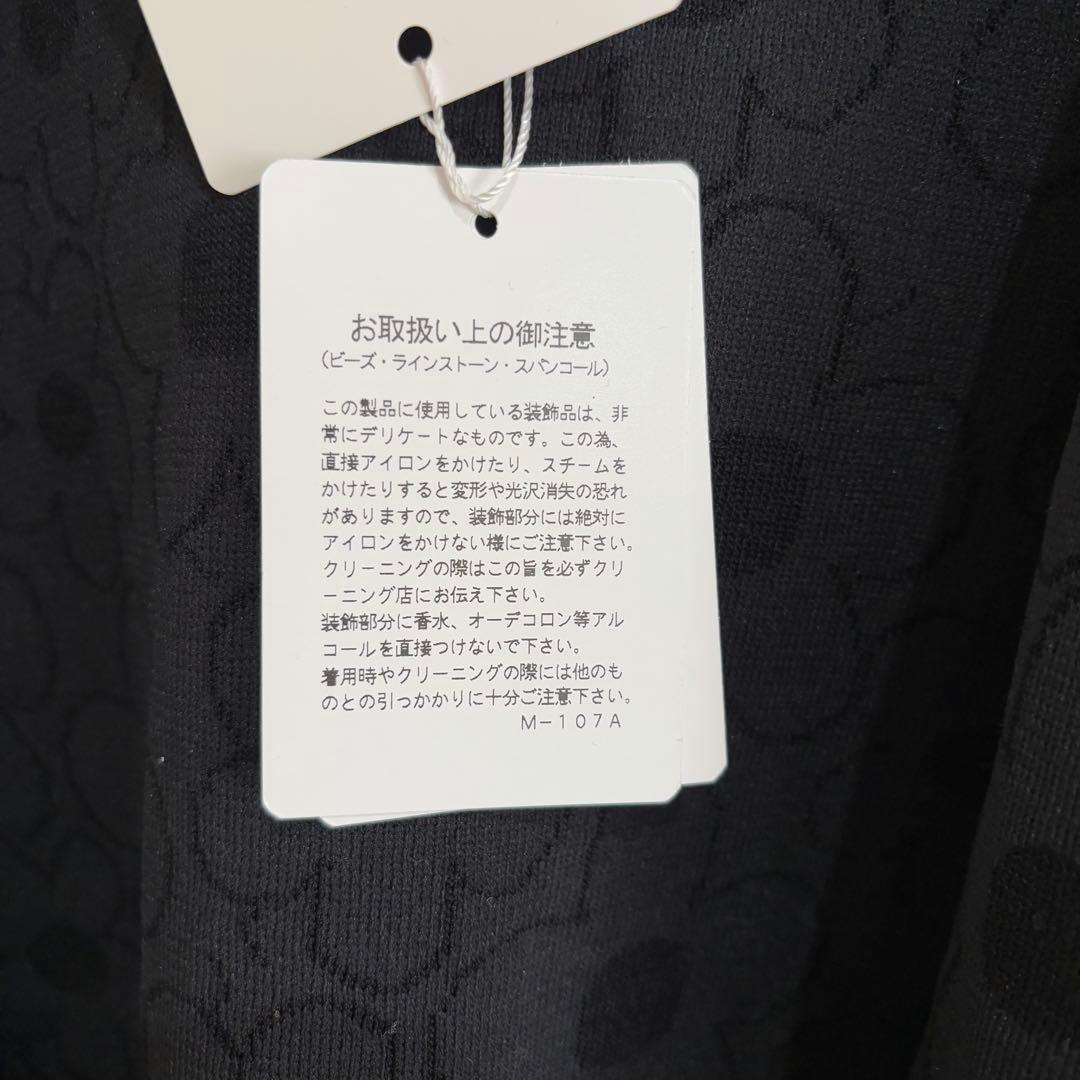 お取扱い上の御注意
(ビーズ・ラインストーン・スパンコール)
この製品に使用している装飾品は、非
常にデリケートなものです。この為、
直接アイロンをかけたり、スチームを
かけたりすると変形や光沢消失の恐れ
がありますので、装飾部分には絶対に
アイロンをかけない様にご注意下さい。
クリーニングの際はこの旨を必ずクリ
ーニング店にお伝え下さい。
装飾部分に香水、オーデコロン等アル
コールを直接つけないで下さい。
着用時やクリーニングの際には他のも
のとの引っかかりに十分ご注意下さい。
M-107A